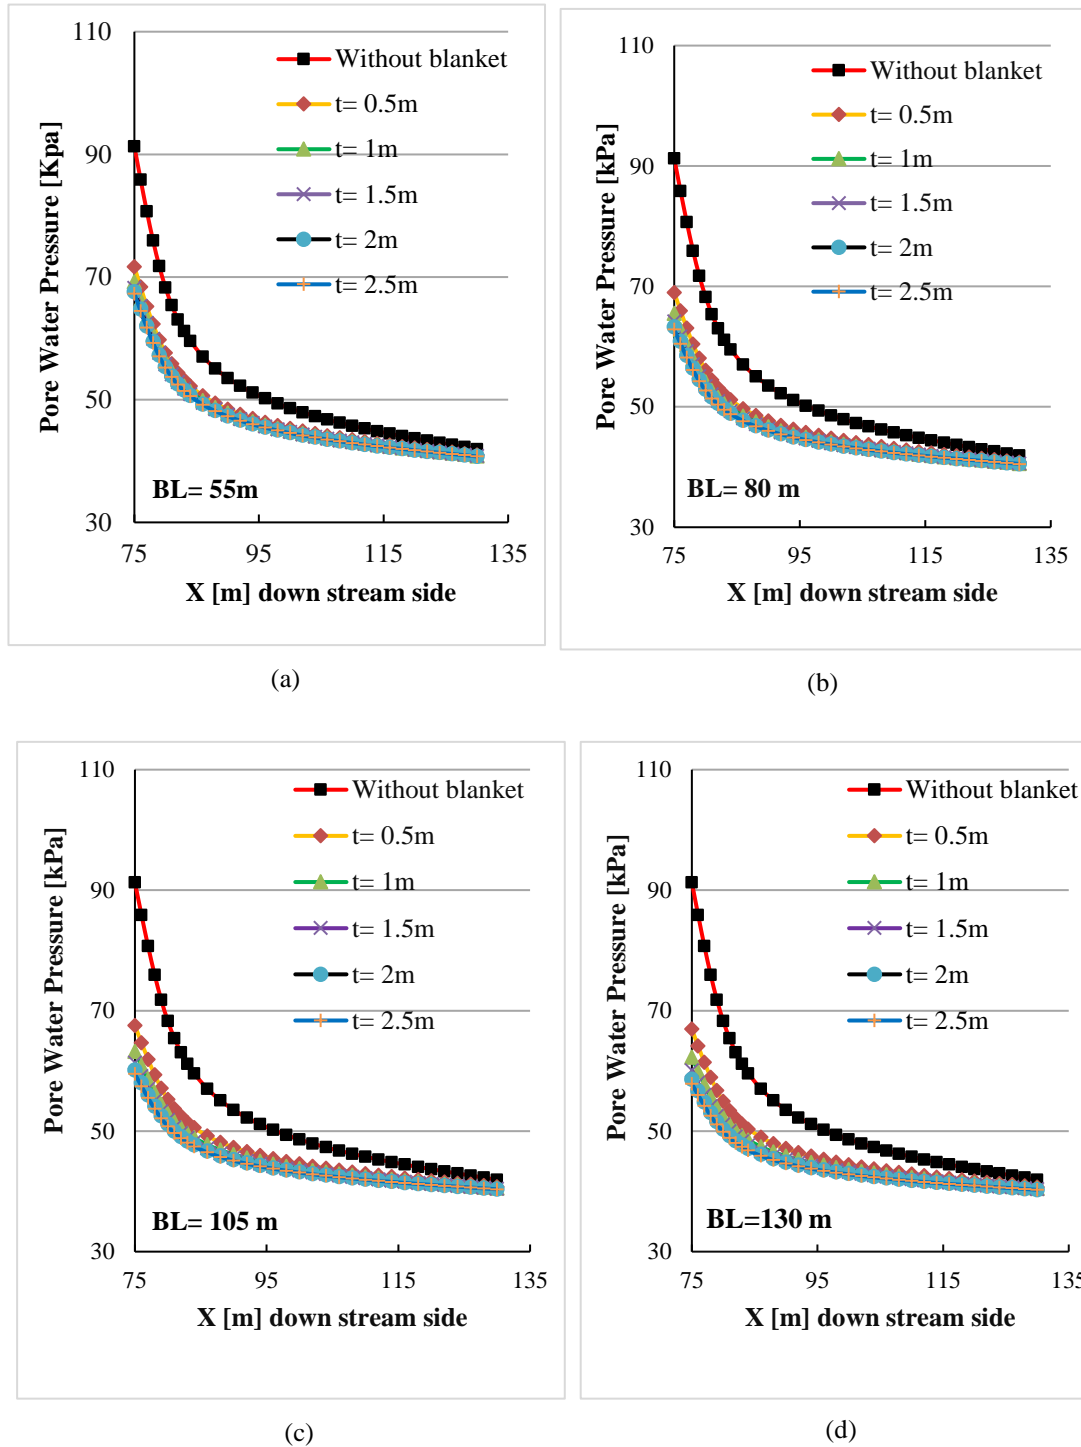 110
90
70
50
30
75
95
115
135
Pore Water Pressure [Kpa]
X [m] down stream side
Without blanket
t= 0.5m
t= 1m
t= 1.5m
t= 2m
t= 2.5m
BL= 55m
(a)
110
90
70
50
30
75
95
115
135
Pore Water Pressure [kPa]
X [m] down stream side
Without blanket
t= 0.5m
t= 1m
t= 1.5m
t= 2m
t= 2.5m
BL= 80 m
(b)
110
90
70
50
30
75
95
115
135
Pore Water Pressure [kPa]
X [m] down stream side
Without blanket
t= 0.5m
t= 1m
t= 1.5m
t= 2m
t= 2.5m
BL= 105 m
(c)
110
90
70
50
30
75
95
115
135
Pore Water Pressure [kPa]
X [m] down stream side
Without blanket
t= 0.5m
t= 1m
t= 1.5m
t= 2m
t= 2.5m
BL=130 m
(d)